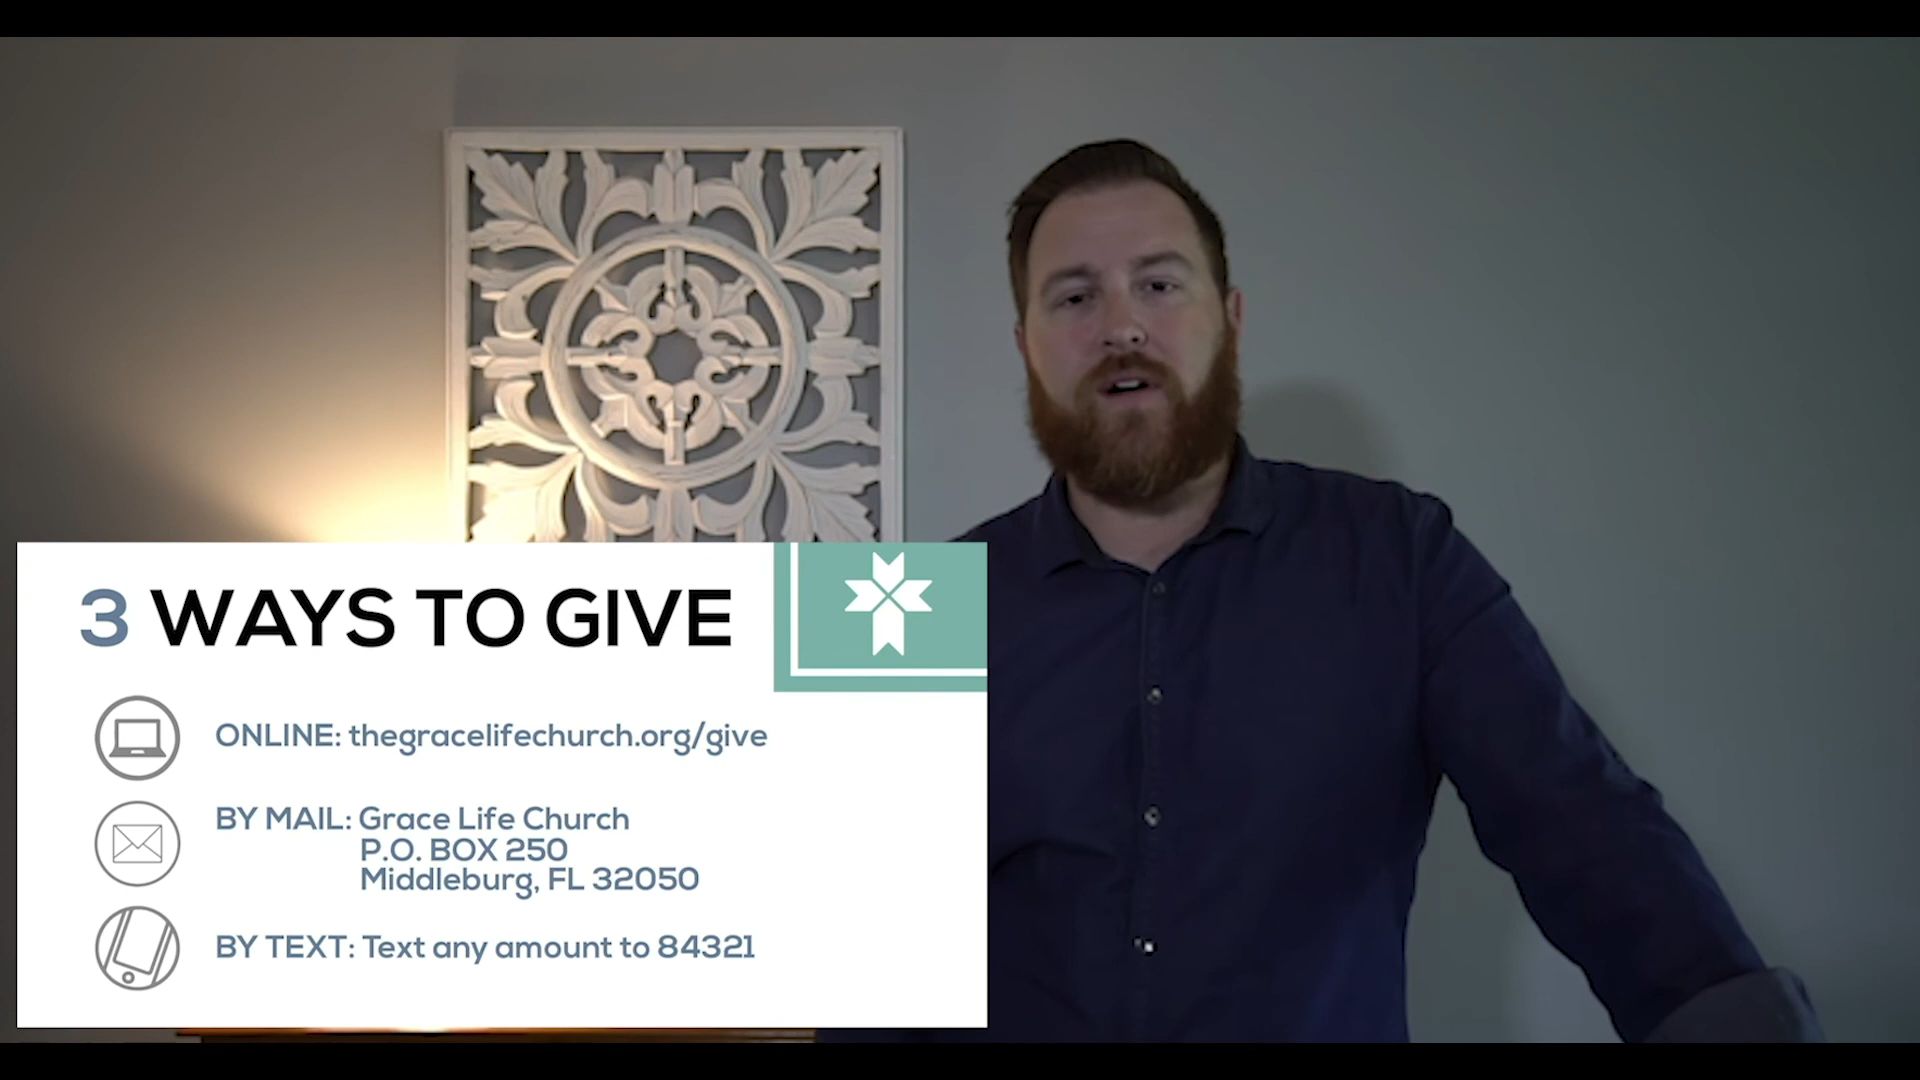 3 WAYS TO GIVE
ONLINE: thegracelifechurch.org/give
BY MAIL: Grace Life Church
P.O. BOX 250
Middleburg, FL 32050
BY TEXT: Text any amount to 84321